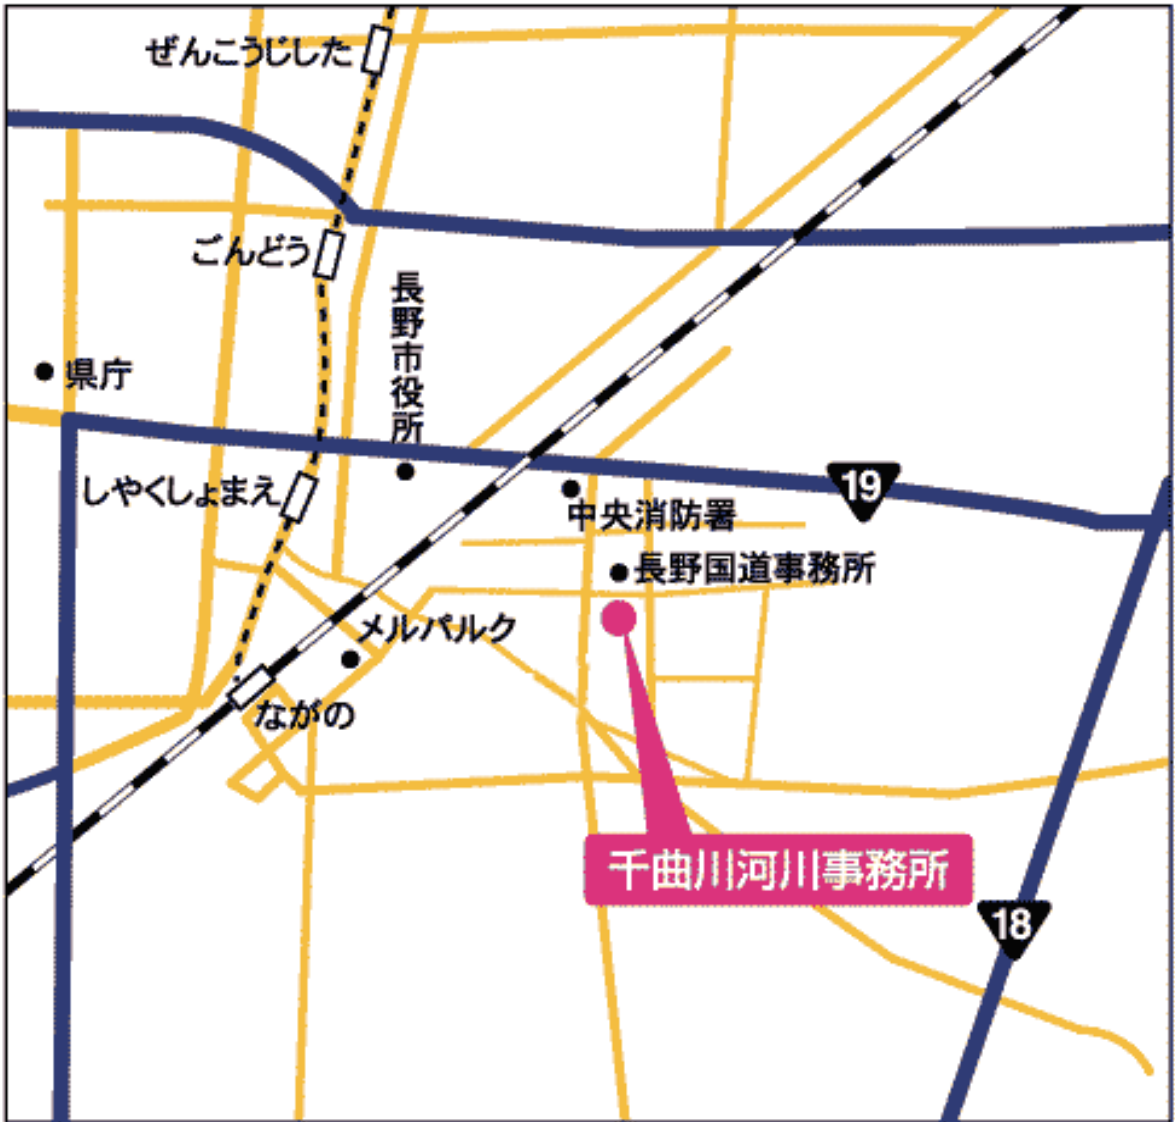 ぜんこうじした
ごんどう
長野市役所
県庁
しやくしょまえ
19
中央消防署
長野国道事務所
メルパルク
ながの
千曲川河川事務所
18